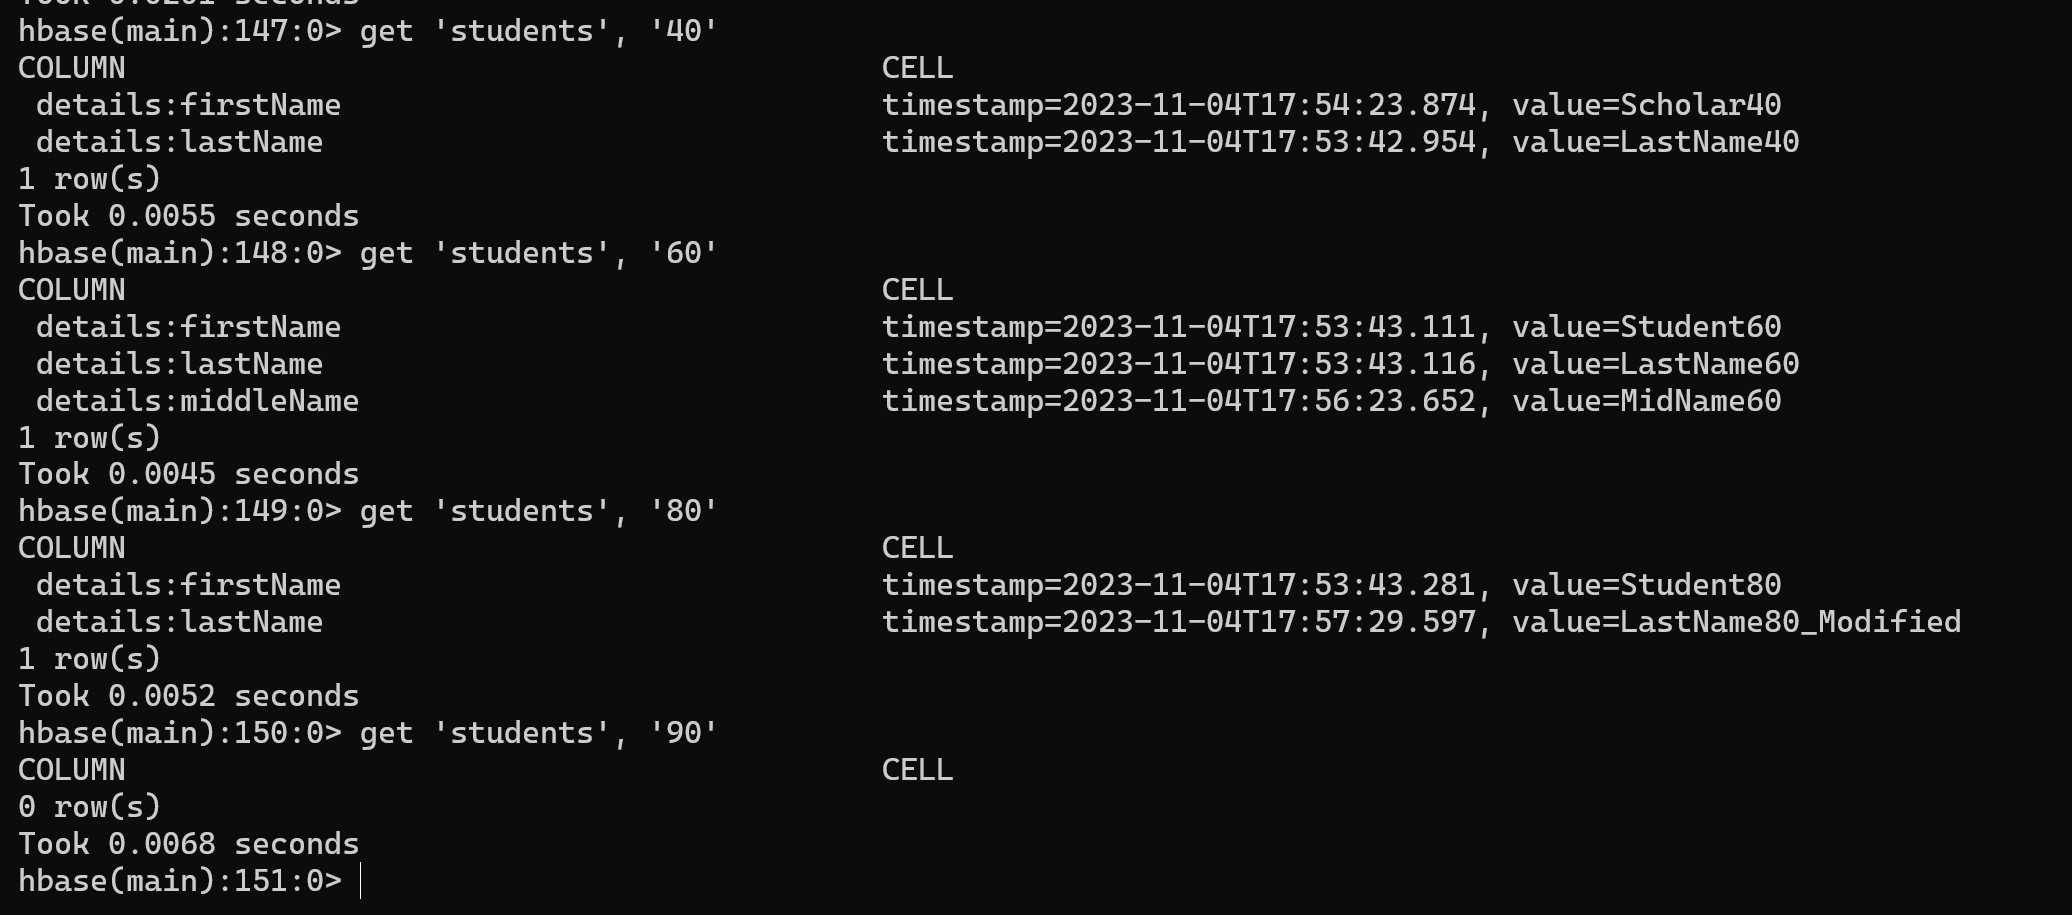 Took 0.0201 seconds
hbase(main):147:0> get 'students', '40'
COLUMN CELL
details:firstName timestamp=2023-11-04T17:54:23.874, value=Scholar40
details:lastName timestamp=2023-11-04T17:53:42.954, value=LastName40
1 row(s)
Took 0.0055 seconds
hbase(main):148:0> get 'students', '60'
COLUMN CELL
details:firstName timestamp=2023-11-04T17:53:43.111, value=Student60
details:lastName timestamp=2023-11-04T17:53:43.116, value=LastName60
details:middleName timestamp=2023-11-04T17:56:23.652, value=MidName60
1 row(s)
Took 0.0045 seconds
hbase(main):149:0> get 'students', '80'
COLUMN CELL
details:firstName timestamp=2023-11-04T17:53:43.281, value=Student80
details:lastName timestamp=2023-11-04T17:57:29.597, value=LastName80_Modified
1 row(s)
Took 0.0052 seconds
hbase(main):150:0> get 'students', '90'
COLUMN CELL
0 row(s)
Took 0.0068 seconds
hbase(main):151:0>